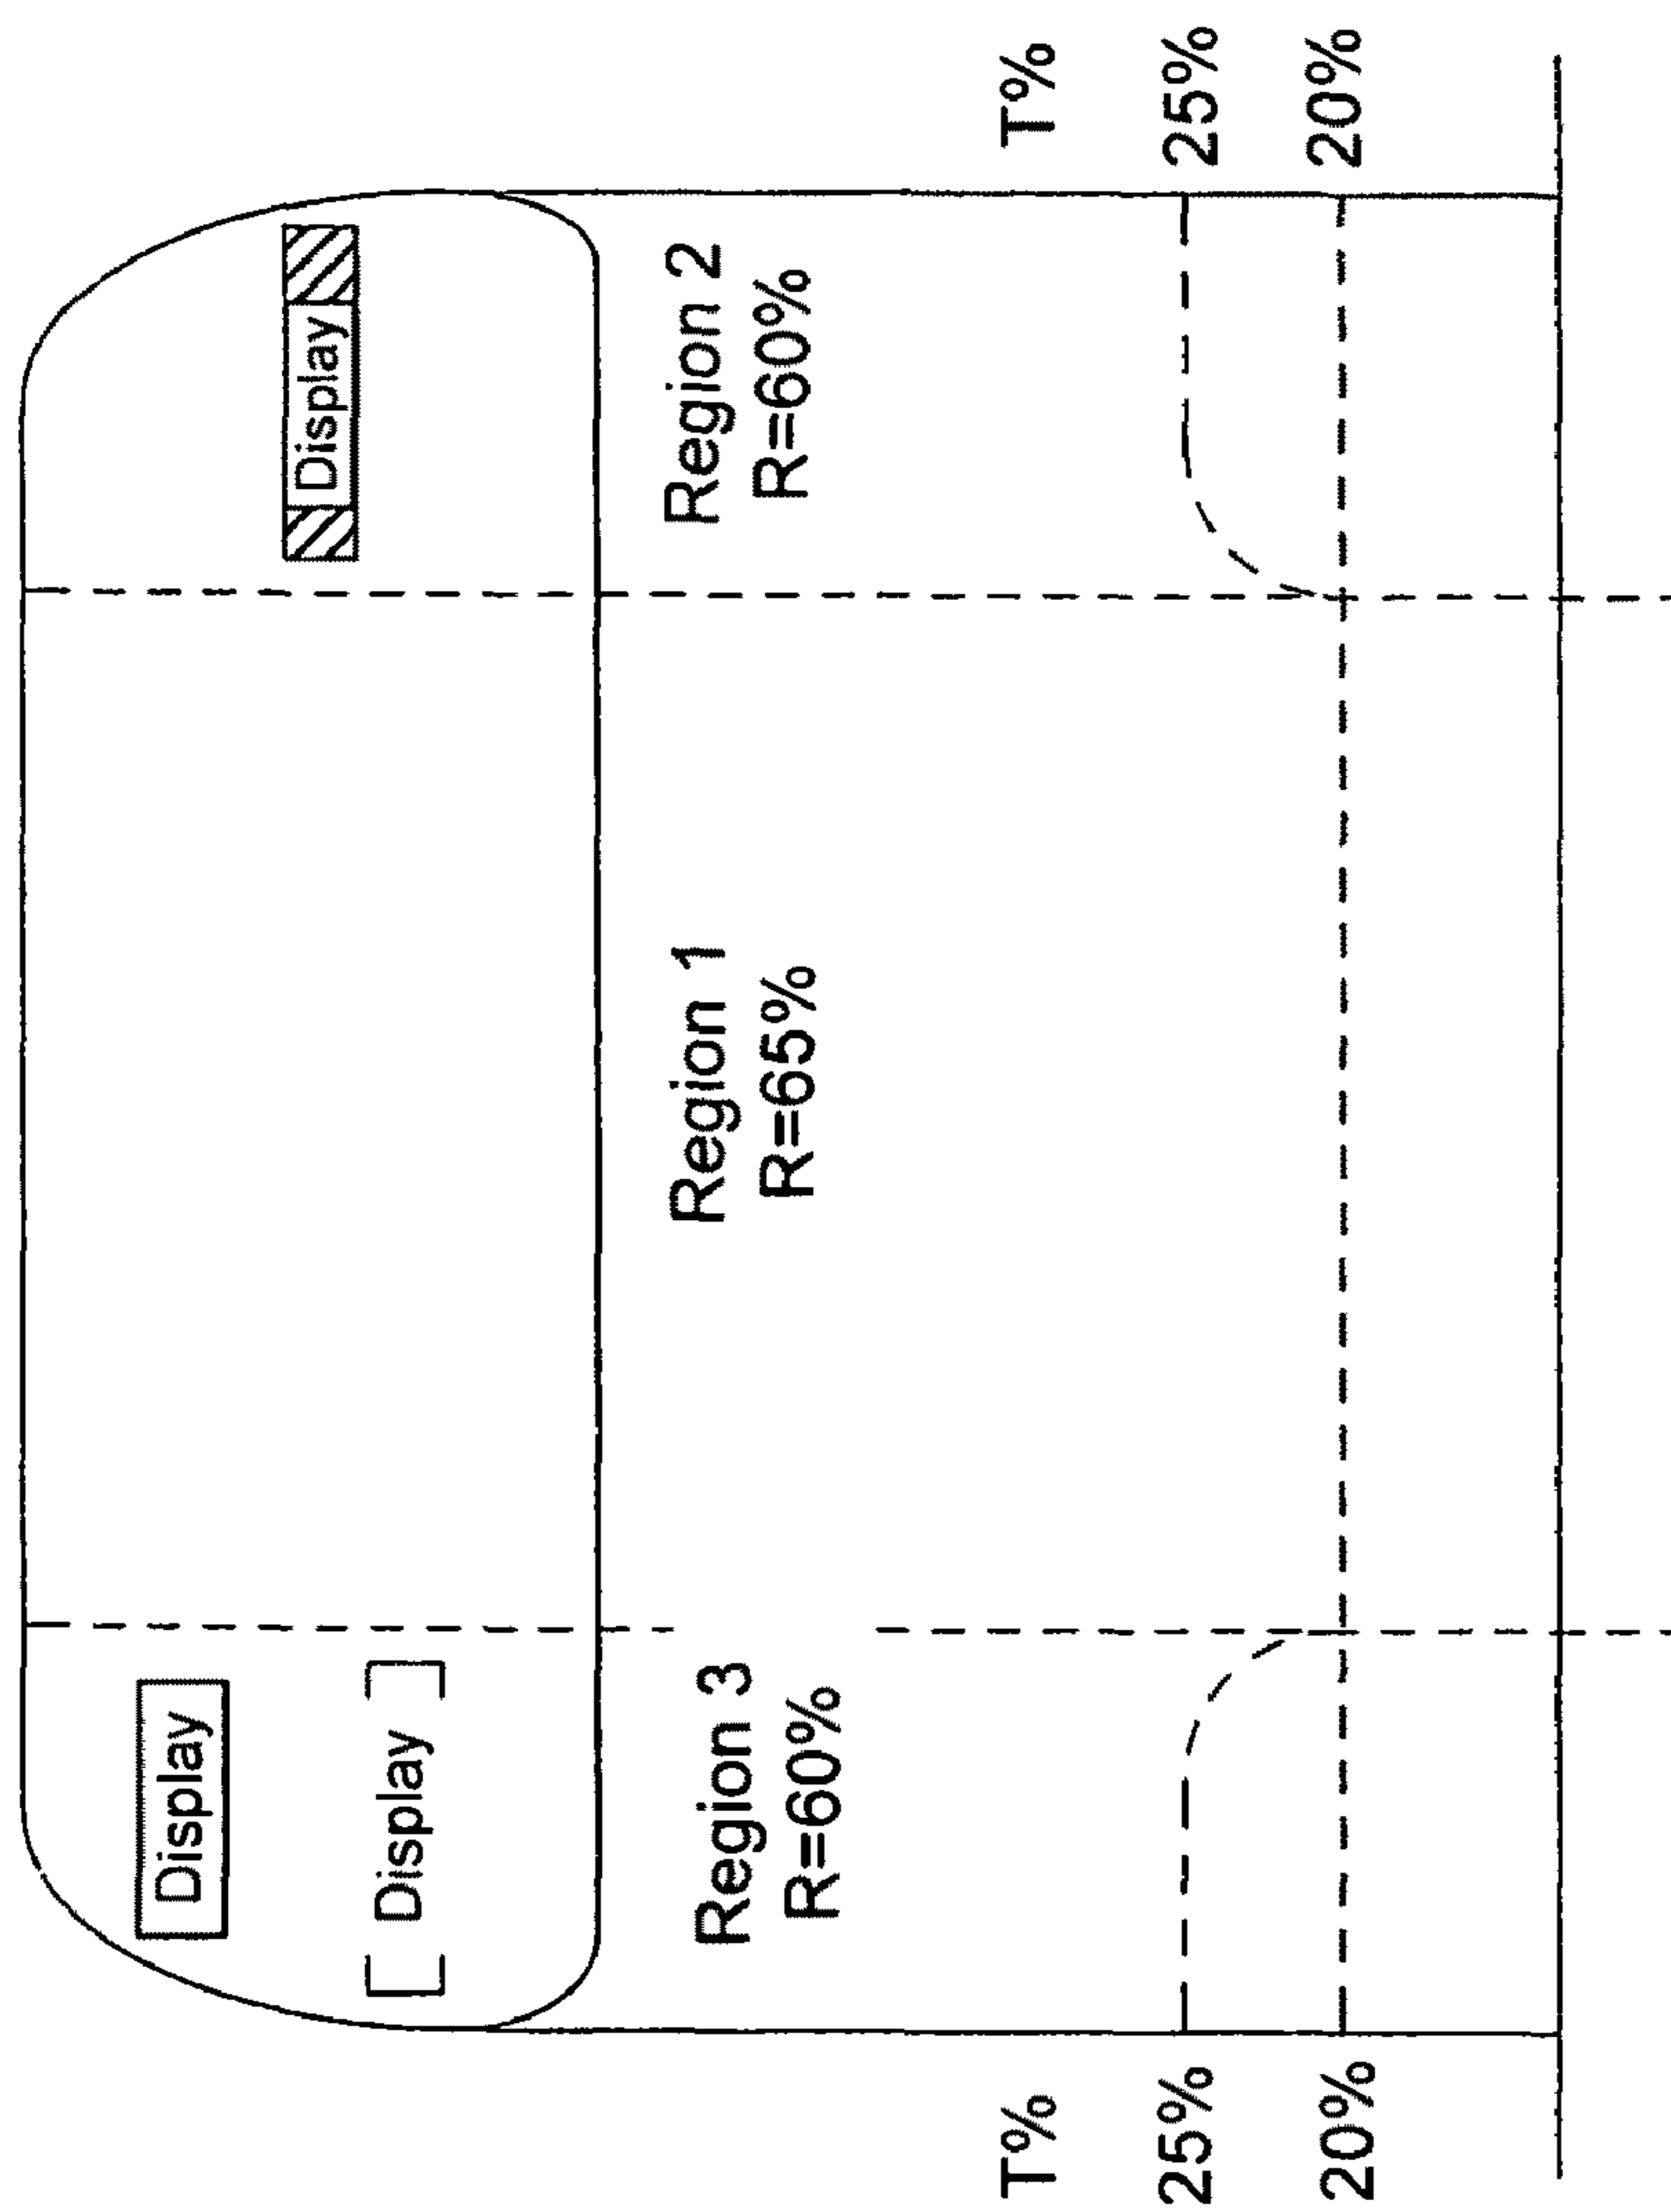 Display
Display
Display
Region 3
R=60%
Region 1
R=65%
Region 2
R=60%
T%
T%
25%
25%
20%
20%